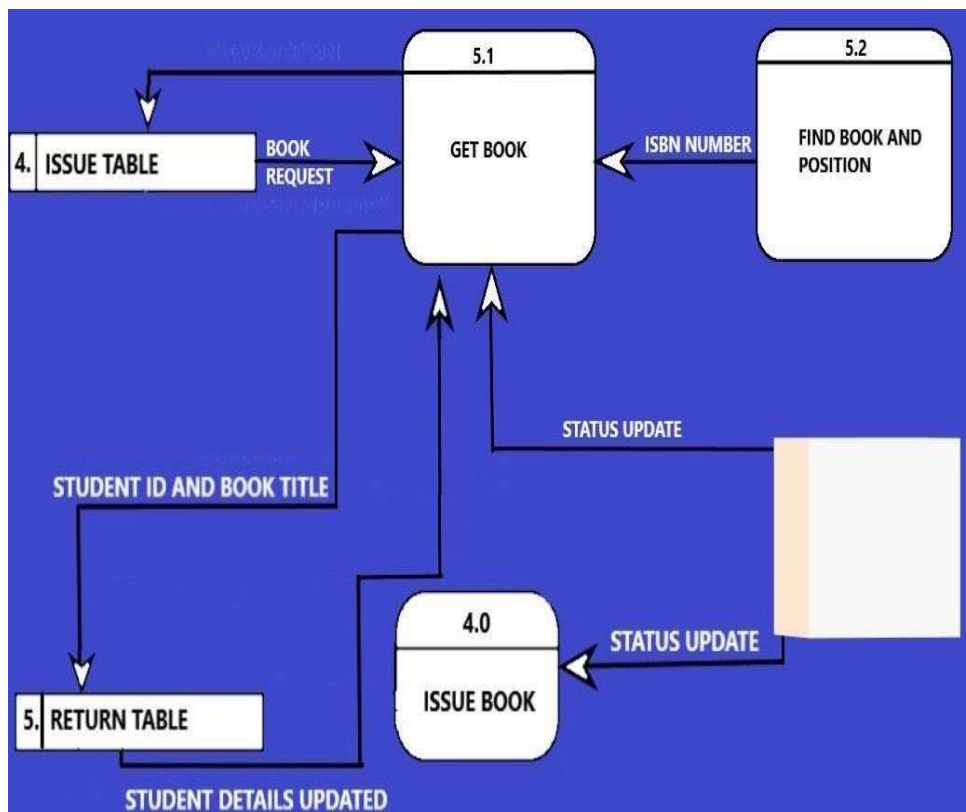 5.1
5.2
GET BOOK
FIND BOOK AND
POSITION
4. ISSUE TABLE
BOOK
REQUEST
ISBN NUMBER
STATUS UPDATE
STUDENT ID AND BOOK TITLE
4.0
ISSUE BOOK
STATUS UPDATE
5. RETURN TABLE
STUDENT DETAILS UPDATED